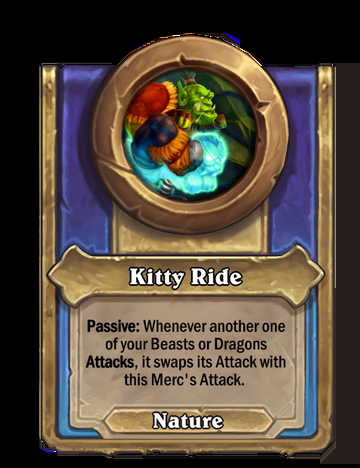 Kitty Ride
Passive: Whenever another one
of your Beasts or Dragons
Attacks, it swaps its Attack with
this Merc's Attack.
Nature